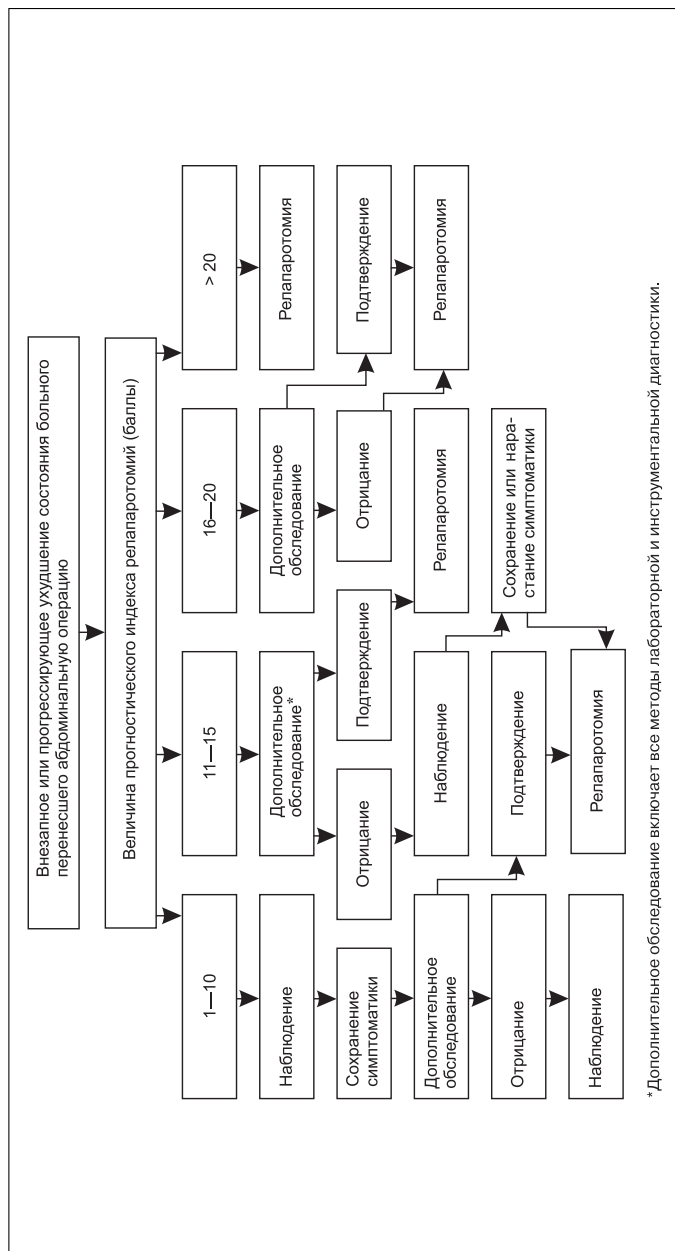 Внезапное или прогрессирующее ухудшение состояния больного
перенесшего абдоминальную операцию
Величина прогностического индекса релапаротомий (баллы)
1—10
11—15
16—20
> 20
Наблюдение
Дополнительное
обследование*
Дополнительное
обследование
Релапаротомия
Сохранение
симптоматики
Отрицание
Подтверждение
Отрицание
Подтверждение
Дополнительное
обследование
Наблюдение
Релапаротомия
Релапаротомия
Отрицание
Подтверждение
Сохранение или нара-
стание симптоматики
Наблюдение
Релапаротомия
*Дополнительное обследование включает все методы лабораторной и инструментальной диагностики.